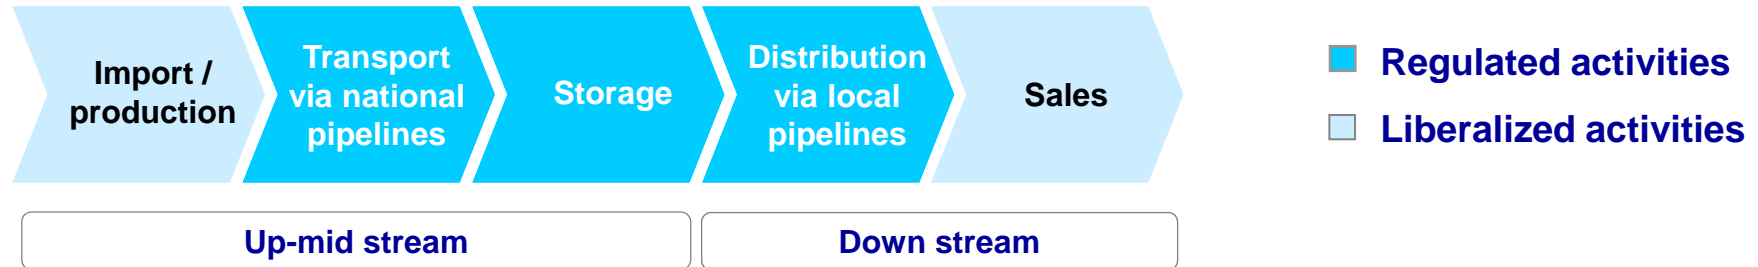 Import /
production
Transport
via national
pipelines
Storage
Distribution
via local
pipelines
Sales
Regulated activities
Liberalized activities
Up-mid stream
Down stream